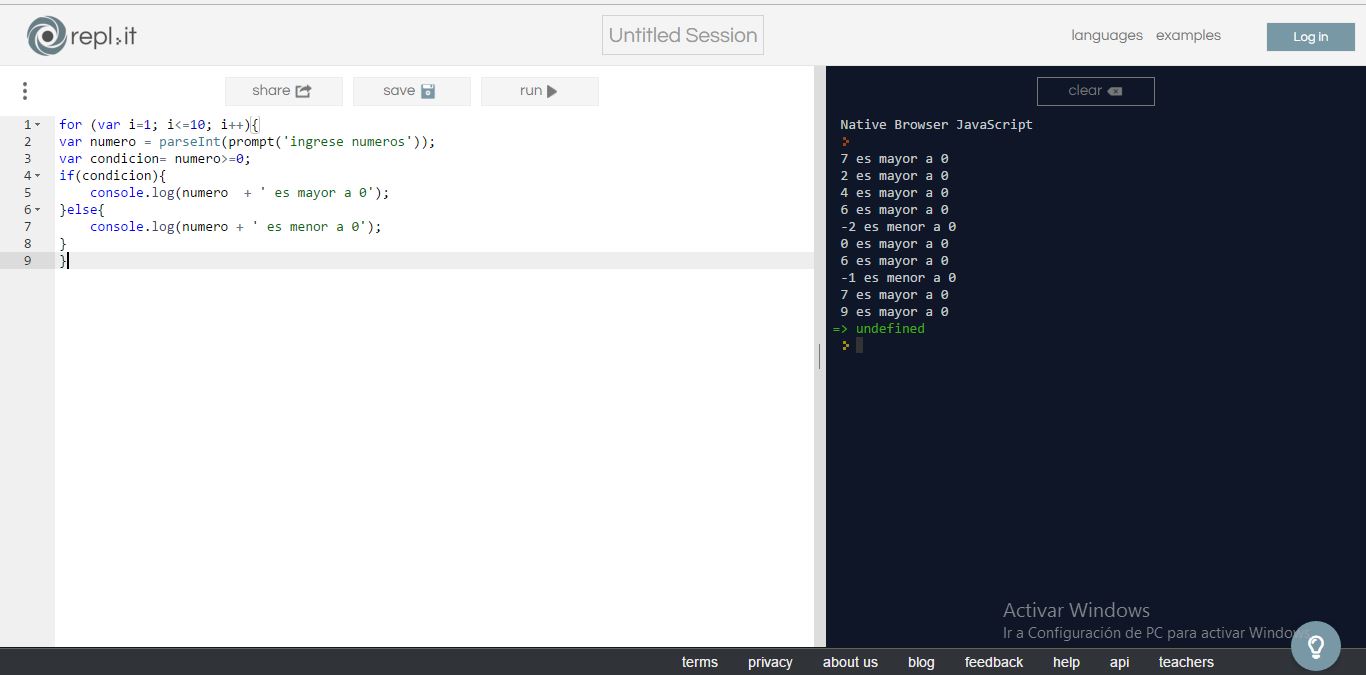 repl.it
Untitled Session
languages examples
Log in
share save run
clear
1 for (var i=1; i<=10; i++){
2 var numero = parseInt(prompt('ingrese numeros'));
3 var condicion= numero>=0;
4 if(condicion){
5     console.log(numero  + ' es mayor a 0');
6 }else{
7     console.log(numero + ' es menor a 0');
8 }
9 }
Native Browser JavaScript
7 es mayor a 0
2 es mayor a 0
4 es mayor a 0
6 es mayor a 0
-2 es menor a 0
0 es mayor a 0
6 es mayor a 0
-1 es menor a 0
7 es mayor a 0
9 es mayor a 0
=> undefined
Activar Windows
Ir a Configuración de PC para activar Windows
terms privacy about us blog feedback help api teachers